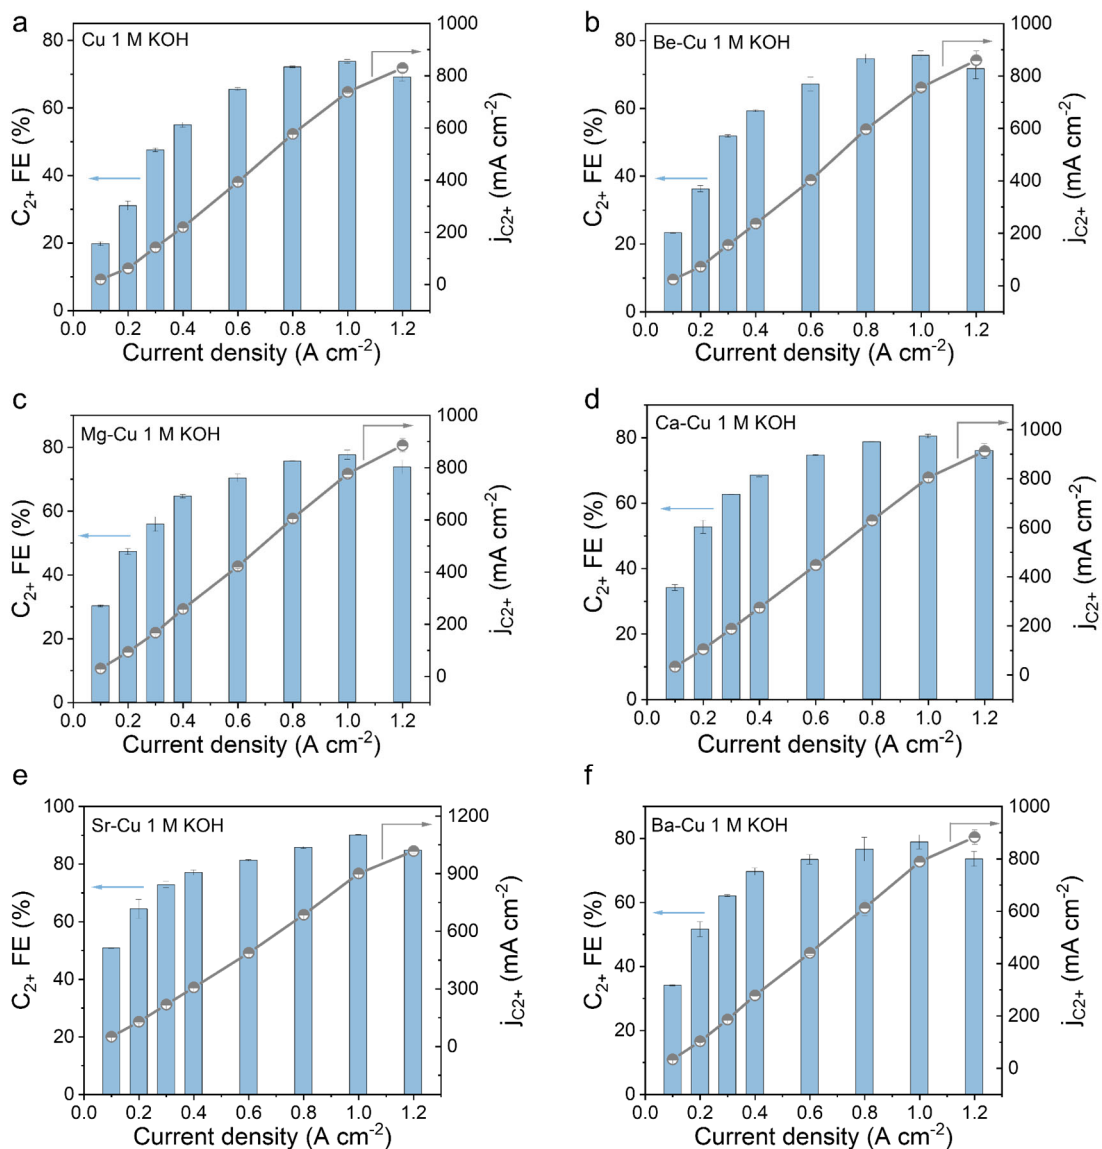 a
Cu 1 M KOH
C2+ FE (%)
80
60
40
20
0
1000
800
600
400
200
0
jC2+ (mA cm-2)
0.0 0.2 0.4 0.6 0.8 1.0 1.2
Current density (A cm-2)
b
Be-Cu 1 M KOH
C2+ FE (%)
80
60
40
20
0
1000
800
600
400
200
0
jC2+ (mA cm-2)
0.0 0.2 0.4 0.6 0.8 1.0 1.2
Current density (A cm-2)
c
Mg-Cu 1 M KOH
C2+ FE (%)
80
60
40
20
0
1000
800
600
400
200
0
jC2+ (mA cm-2)
0.0 0.2 0.4 0.6 0.8 1.0 1.2
Current density (A cm-2)
d
Ca-Cu 1 M KOH
C2+ FE (%)
80
60
40
20
0
1000
800
600
400
200
0
jC2+ (mA cm-2)
0.0 0.2 0.4 0.6 0.8 1.0 1.2
Current density (A cm-2)
e
Sr-Cu 1 M KOH
C2+ FE (%)
100
80
60
40
20
0
1200
900
600
300
0
jC2+ (mA cm-2)
0.0 0.2 0.4 0.6 0.8 1.0 1.2
Current density (A cm-2)
f
Ba-Cu 1 M KOH
C2+ FE (%)
80
60
40
20
0
1000
800
600
400
200
0
jC2+ (mA cm-2)
0.0 0.2 0.4 0.6 0.8 1.0 1.2
Current density (A cm-2)